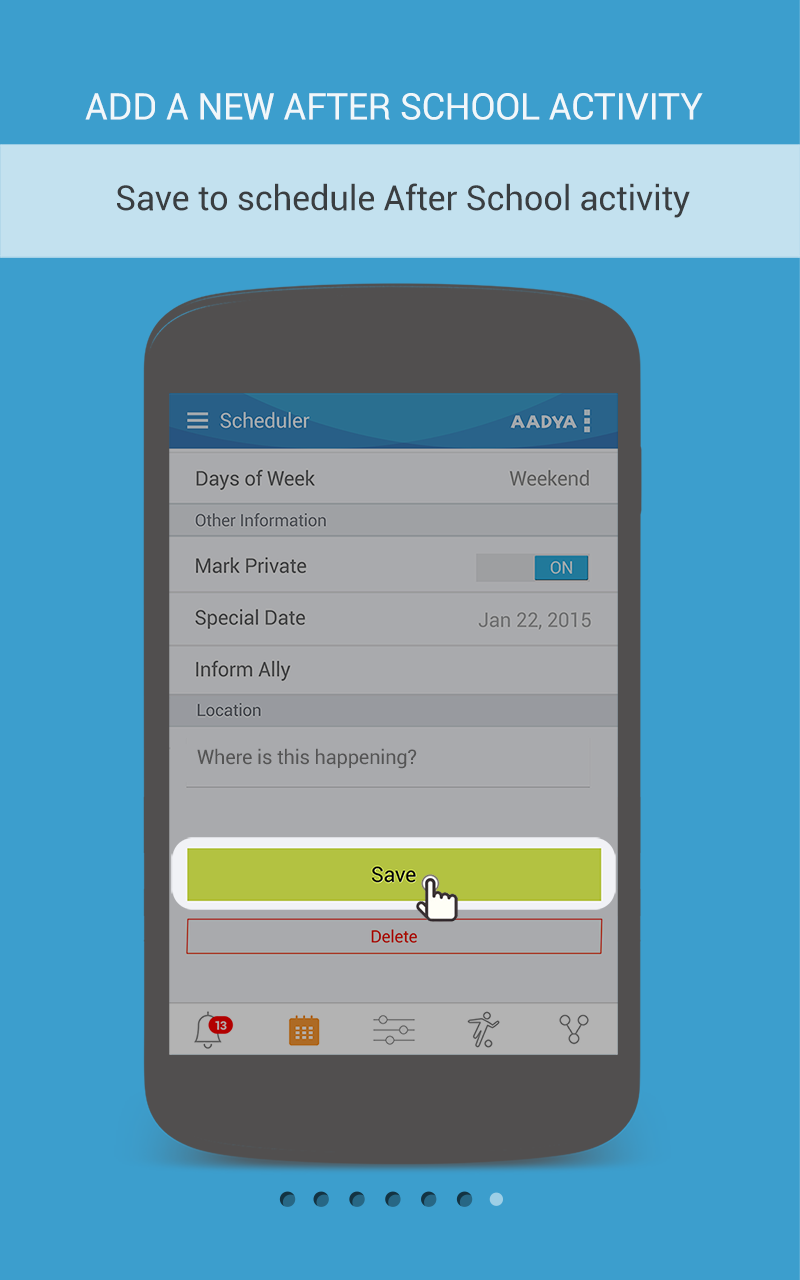 ADD A NEW AFTER SCHOOL ACTIVITY
Save to schedule After School activity
Scheduler AADYA
Days of Week Weekend
Other Information
Mark Private ON
Special Date Jan 22, 2015
Inform Ally
Location
Where is this happening?
Save
Delete
13